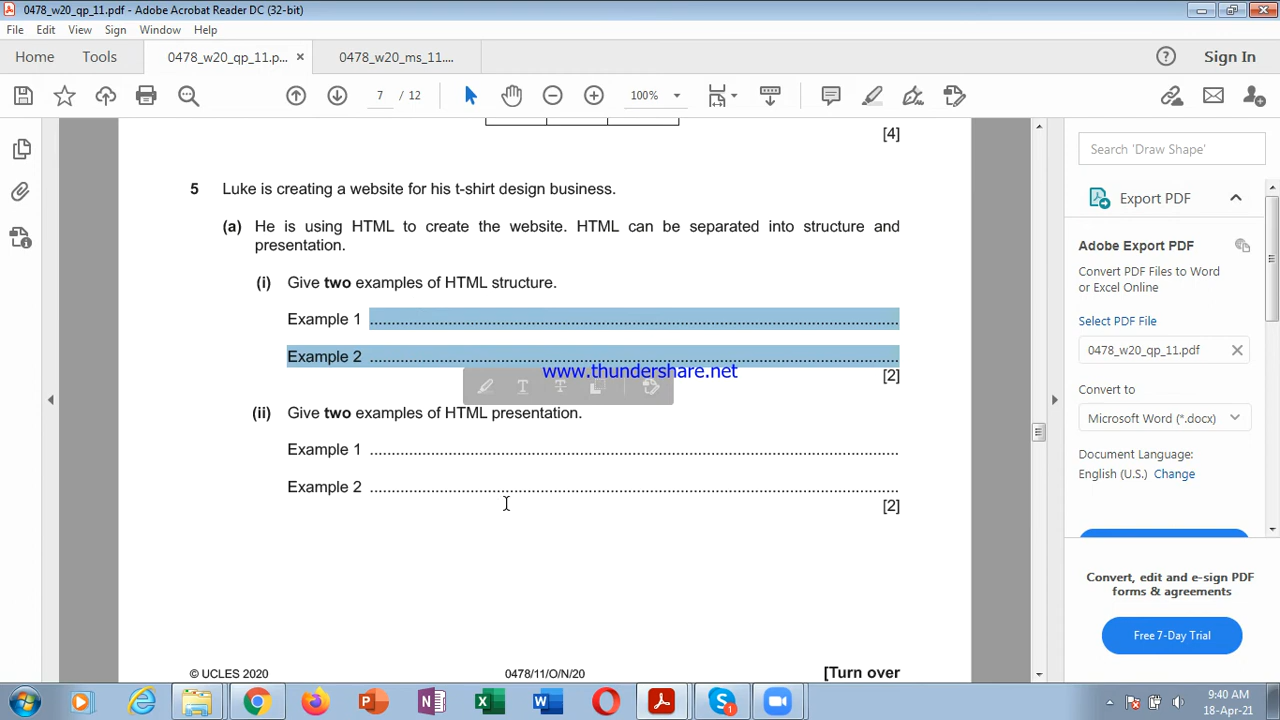 0478_w20_qp_11.pdf - Adobe Acrobat Reader DC (32-bit)
File Edit View Sign Window Help
Home Tools 0478_w20_qp_11.p... × 0478_w20_ms_11.... Sign In
7 / 12 100%
[4]
5 Luke is creating a website for his t-shirt design business.
(a) He is using HTML to create the website. HTML can be separated into structure and
presentation.
(i) Give two examples of HTML structure.
Example 1 ..........
Example 2 ..........
www.thundershare.net
[2]
(ii) Give two examples of HTML presentation.
Example 1 ..........
Example 2 ..........
[2]
© UCLES 2020 0478/11/O/N/20 [Turn over
Search 'Draw Shape'
Export PDF
Adobe Export PDF
Convert PDF Files to Word
or Excel Online
Select PDF File
0478_w20_qp_11.pdf
Convert to
Microsoft Word (*.docx)
Document Language:
English (U.S.) Change
Convert, edit and e-sign PDF
forms & agreements
Free 7-Day Trial
9:40 AM
18-Apr-21